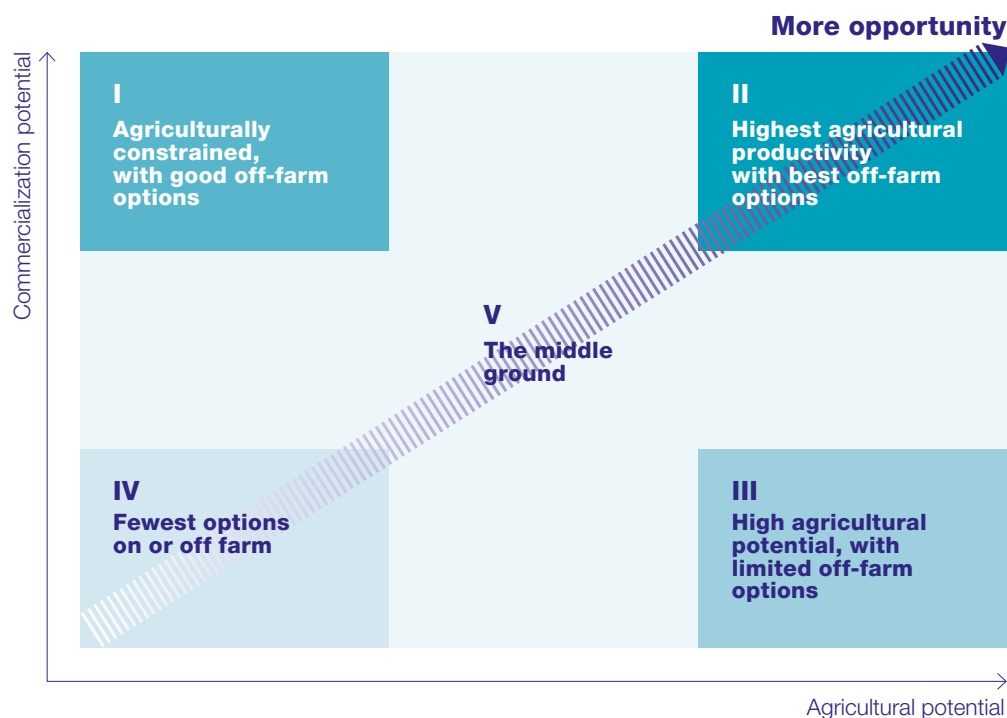 More opportunity
Commercialization potential
I
Agriculturally
constrained,
with good off-farm
options
II
Highest agricultural
productivity
with best off-farm
options
V
The middle
ground
IV
Fewest options
on or off farm
III
High agricultural
potential, with
limited off-farm
options
Agricultural potential